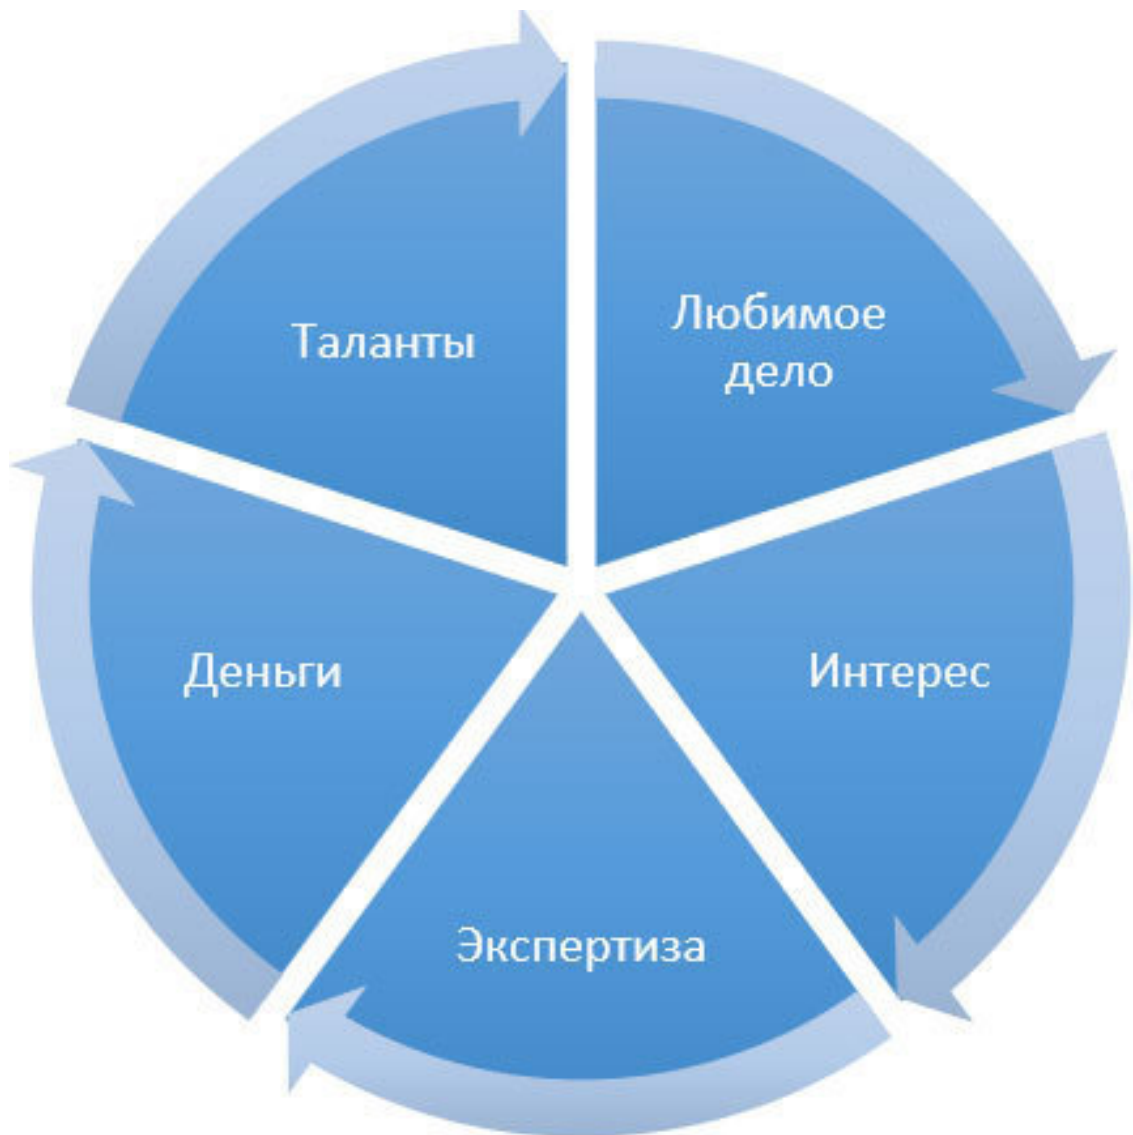 Таланты
Любимое
дело
Деньги
Интерес
Экспертиза